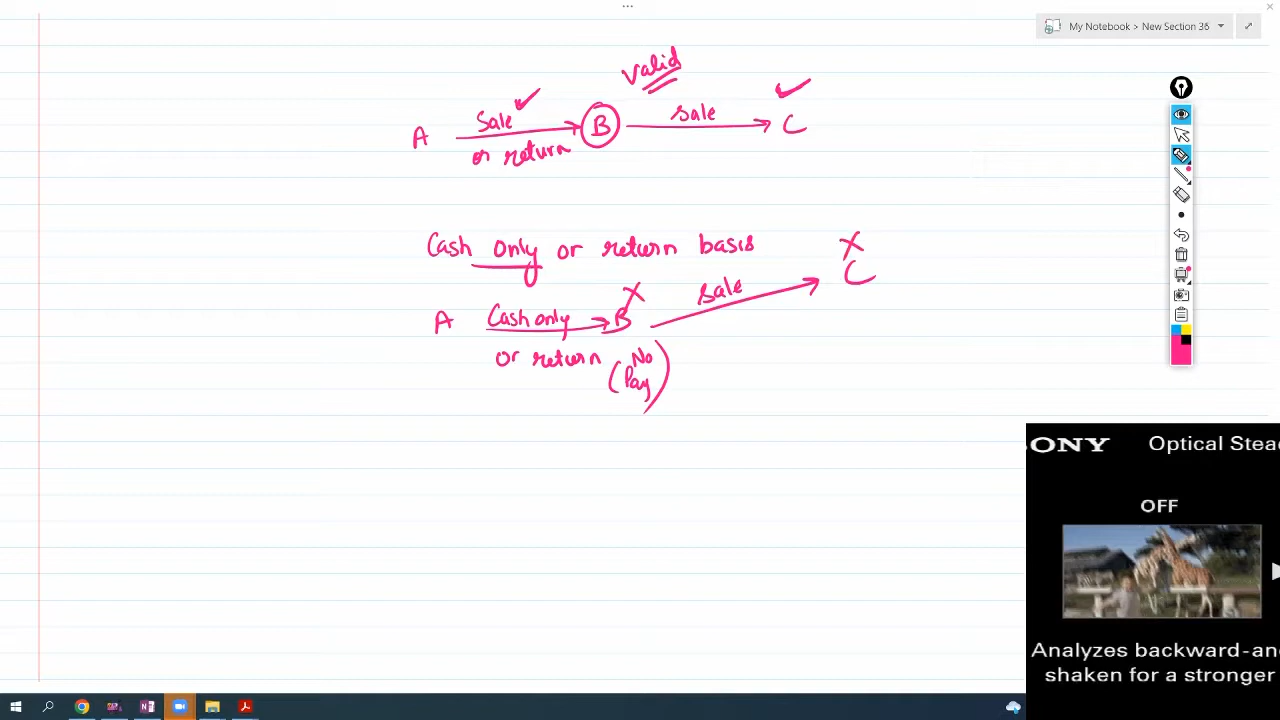 My Notebook > New Section 36
valid
A Sale B sale C
or return
Cash only or return basis
A Cash only B sale C
or return (No Pay)
ONY Optical Stea
OFF
Analyzes backward-an
shaken for a stronger